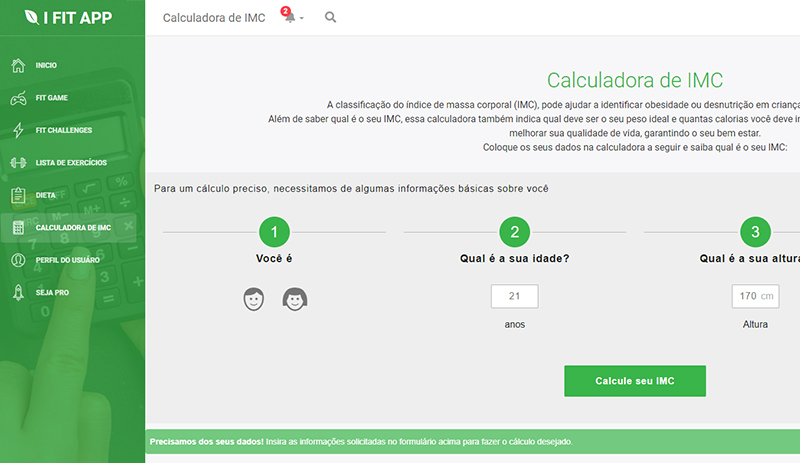 I FIT APP
INICIO
FIT GAME
FIT CHALLENGES
LISTA DE EXERCÍCIOS
DIETA
CALCULADORA DE IMC
PERFIL DO USUÁRIO
SEJA PRO
Calculadora de IMC
2
Calculadora de IMC
A classificação do índice de massa corporal (IMC), pode ajudar a identificar obesidade ou desnutrição em crianç
Além de saber qual é o seu IMC, essa calculadora também indica qual deve ser o seu peso ideal e quantas calorias você deve in
melhorar sua qualidade de vida, garantindo o seu bem estar.
Coloque os seus dados na calculadora a seguir e saiba qual é o seu IMC:
Para um cálculo preciso, necessitamos de algumas informações básicas sobre você
1
Você é
2
Qual é a sua idade?
21
anos
3
Qual é a sua altura
170 cm
Altura
Calcule seu IMC
Precisamos dos seus dados! Insira as informações solicitadas no formulário acima para fazer o cálculo desejado.